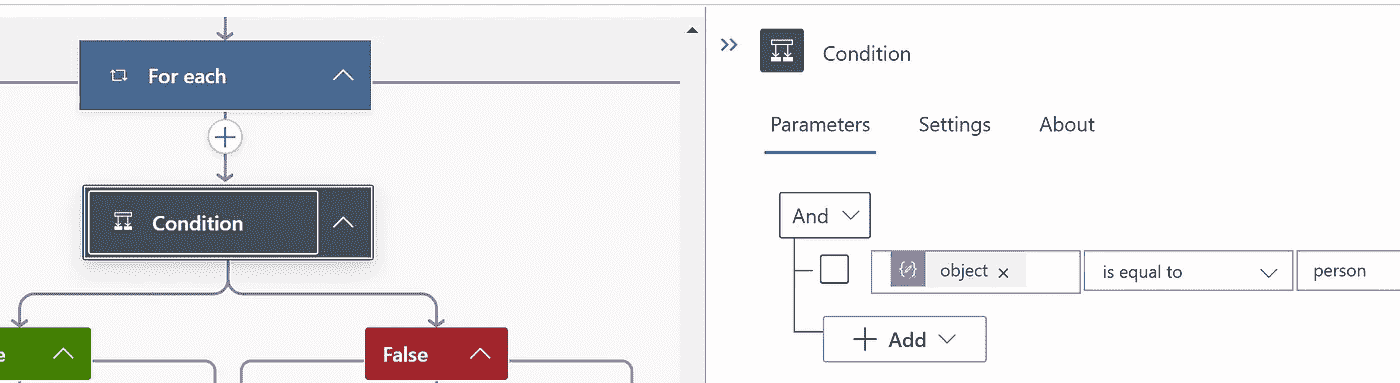 For each
Condition
e
False
Condition
Parameters
Settings
About
And
object
is equal to
person
Add